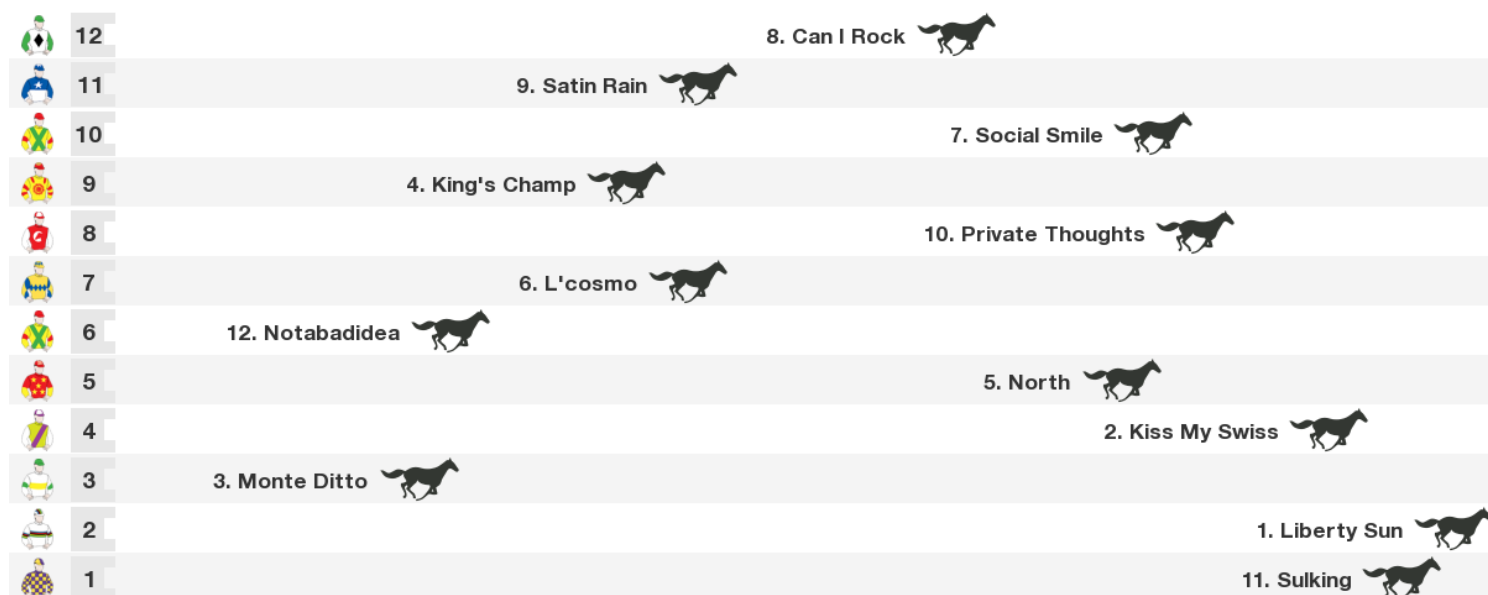 12 8. Can I Rock
11 9. Satin Rain
10 7. Social Smile
9 4. King's Champ
8 10. Private Thoughts
7 6. L'cosmo
6 12. Notabadidea
5 5. North
4 2. Kiss My Swiss
3 3. Monte Ditto
2 1. Liberty Sun
1 11. Sulking